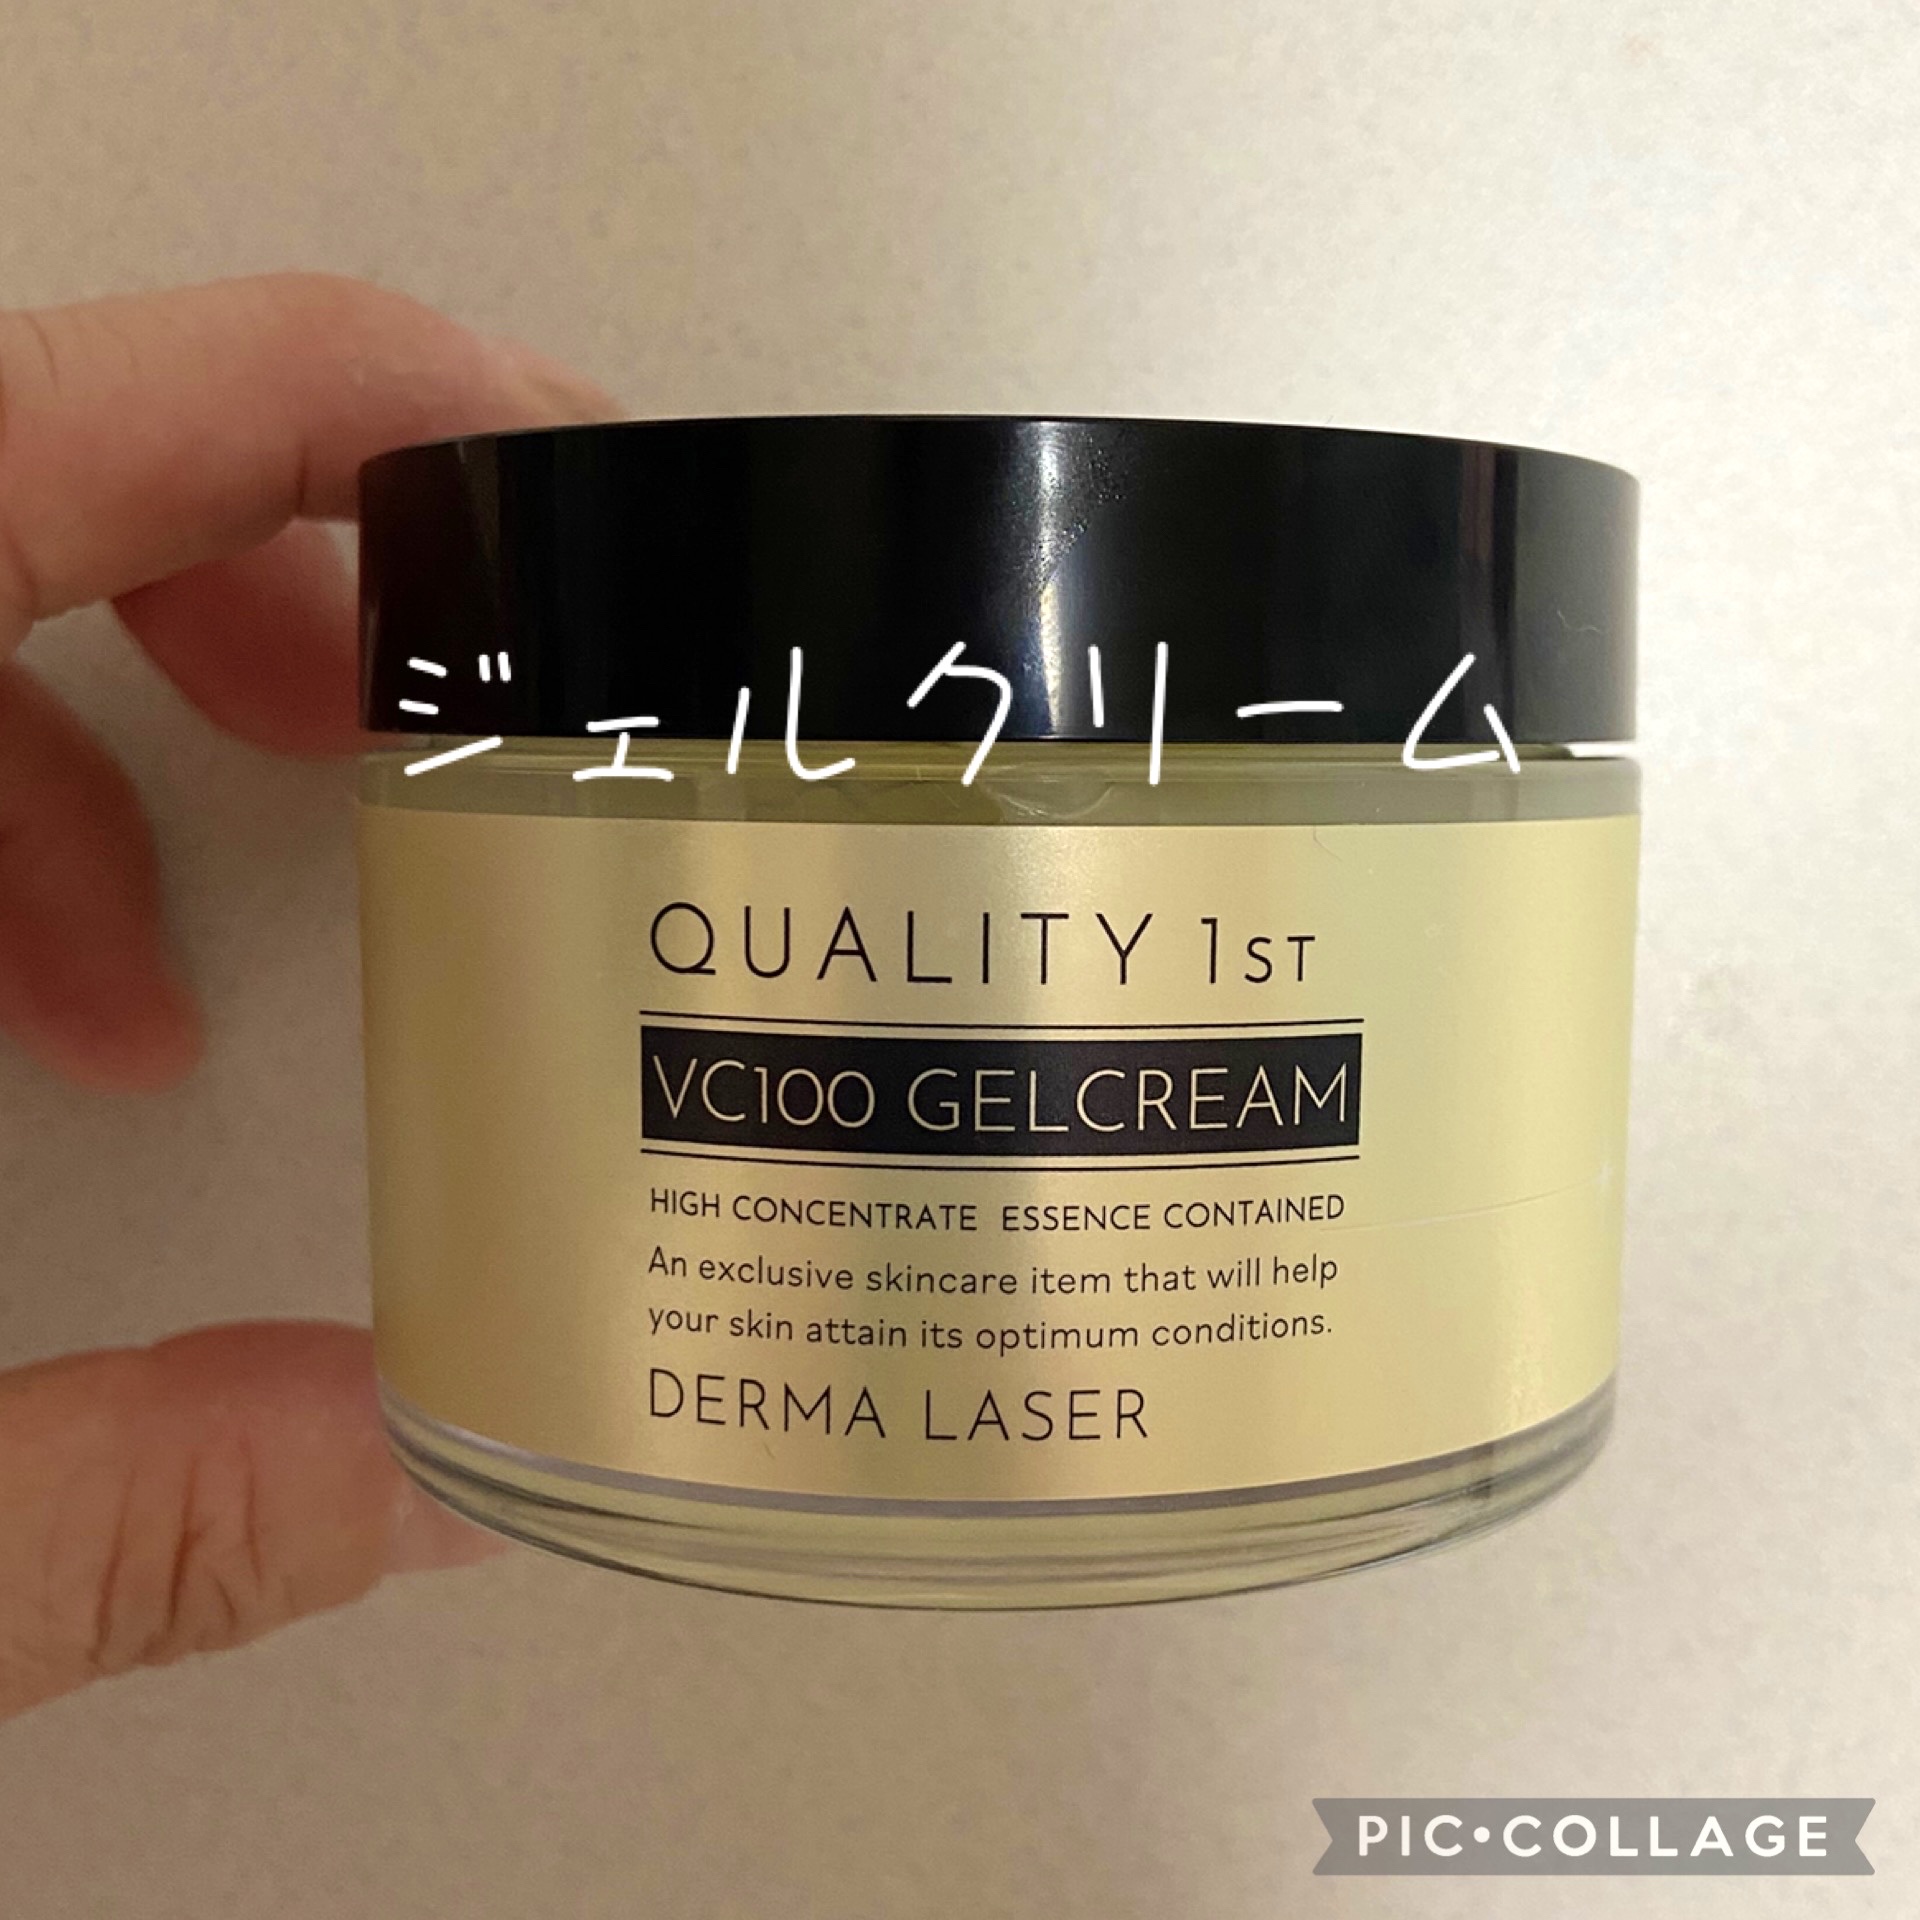 ジェルクリーム
QUALITY 1ST
VC100 GELCREAM
HIGH CONCENTRATE ESSENCE CONTAINED
An exclusive skincare item that will help
your skin attain its optimum conditions.
DERMA LASER
PIC•COLLAGE